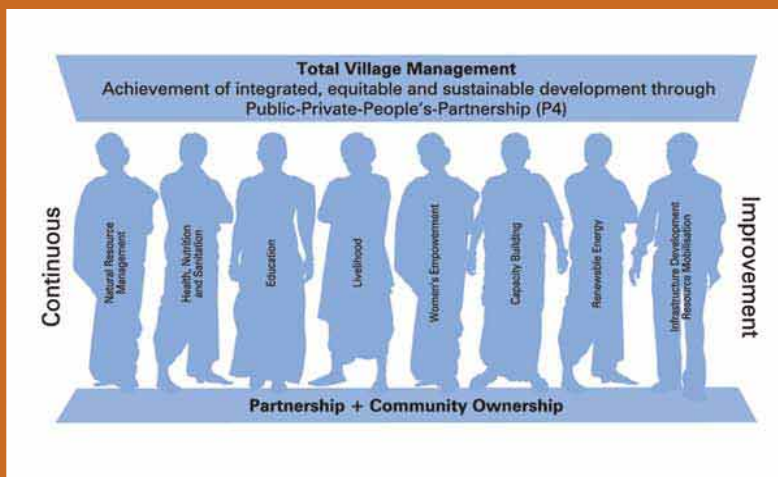 Total Village Management
Achievement of integrated, equitable and sustainable development through
Public-Private-People's-Partnership (P4)
Continuous
Natural Resource
Management
Health, Nutrition
and Sanitation
Education
Livelihood
Women's Empowerment
Capacity Building
Renewable Energy
Infrastructure Development
Resource Mobilisation
Improvement
Partnership + Community Ownership